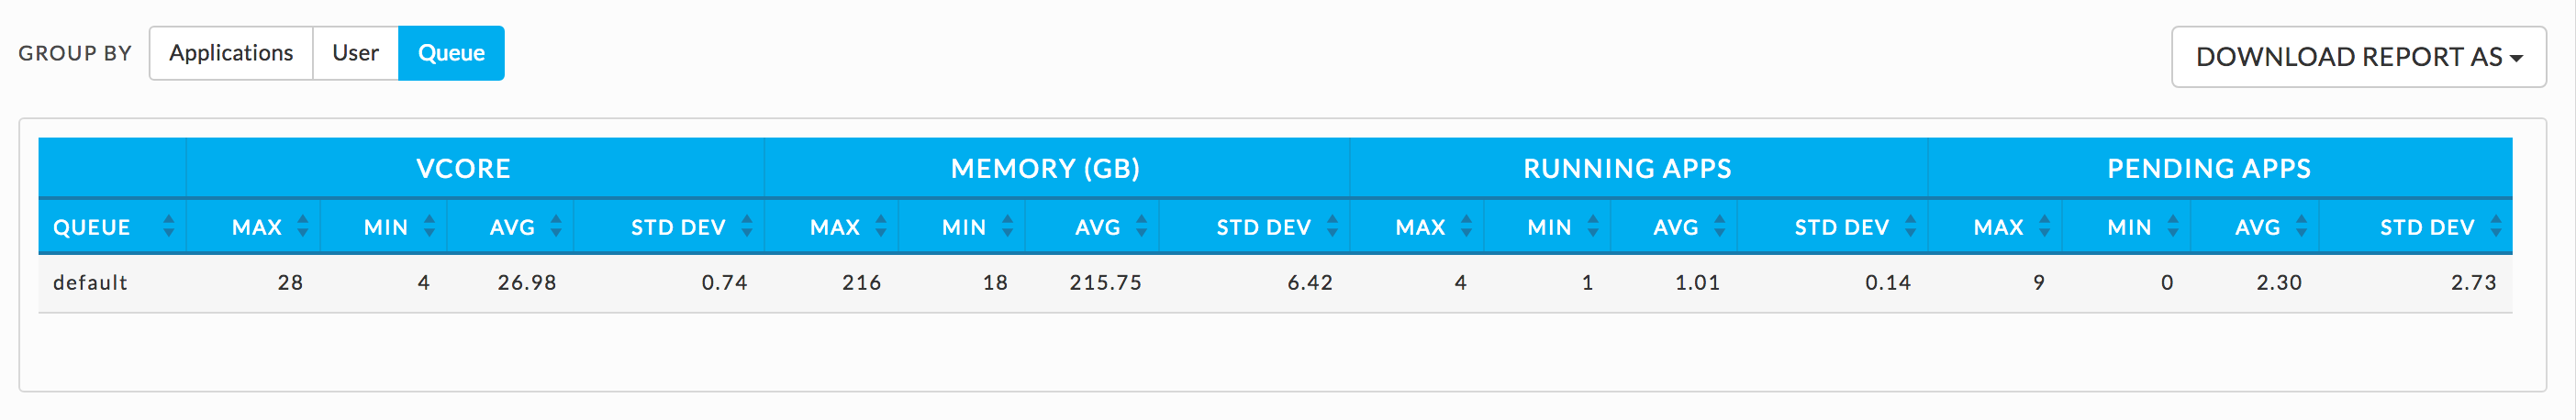 GROUP BY Applications User Queue DOWNLOAD REPORT AS
VCORE MEMORY (GB) RUNNING APPS PENDING APPS
QUEUE MAX MIN AVG STD DEV MAX MIN AVG STD DEV MAX MIN AVG STD DEV MAX MIN AVG STD DEV
default 28 4 26.98 0.74 216 18 215.75 6.42 4 1 1.01 0.14 9 0 2.30 2.73